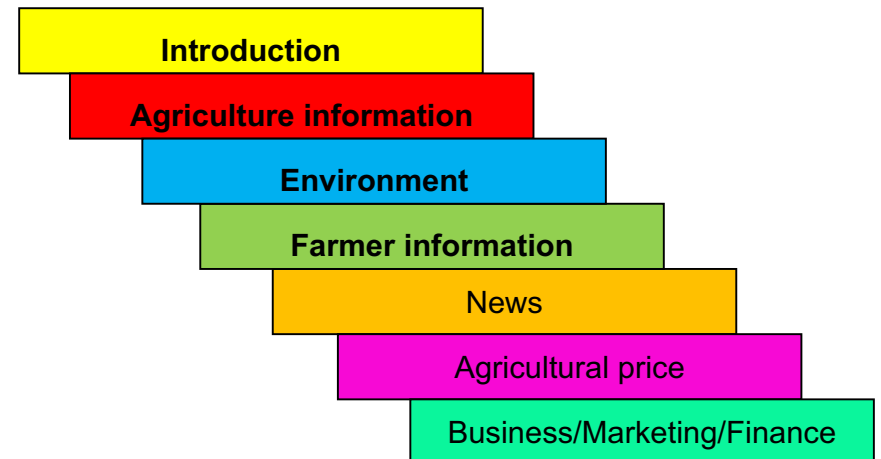 Introduction
Agriculture information
Environment
Farmer information
News
Agricultural price
Business/Marketing/Finance